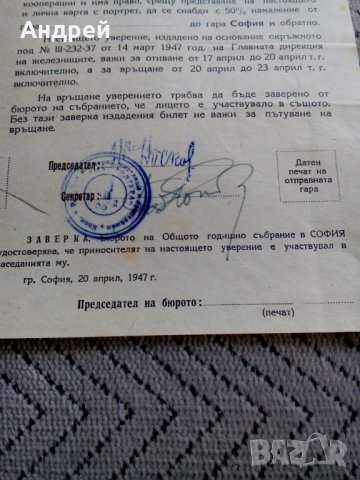 Андрей
кооперации и има право, срещу представяне на настоящето
и лична карта с портрет, да се снабди с 50% намаление от
до гара София и обратно.
Настоящето уверение, издадено на основание окръжното
под № III-232-37 от 14 март 1947 год. на Главната дирекция
на железниците, важи за отиване от 17 април до 20 април т. г.
включително, а за връщане от 20 април до 23 април т. г.
включително.
На връщане уверението трябва да бъде заверено от
бюрото на събранието, че лицето е участвувало в същото.
Без тази заверка издадения билет не важи за пътуване на
връщане.
Председател:
Секретар:
Датен
печат на
отправната
гара
ЗАВЕРКА. Бюрото на Общото годишно събрание в СОФИЯ
удостоверява, че приносителят на настоящето уверение е участвувал в
заседанията му.
гр. София, 20 април, 1947 г.
Председател на бюрото:
(печат)
BAZAR